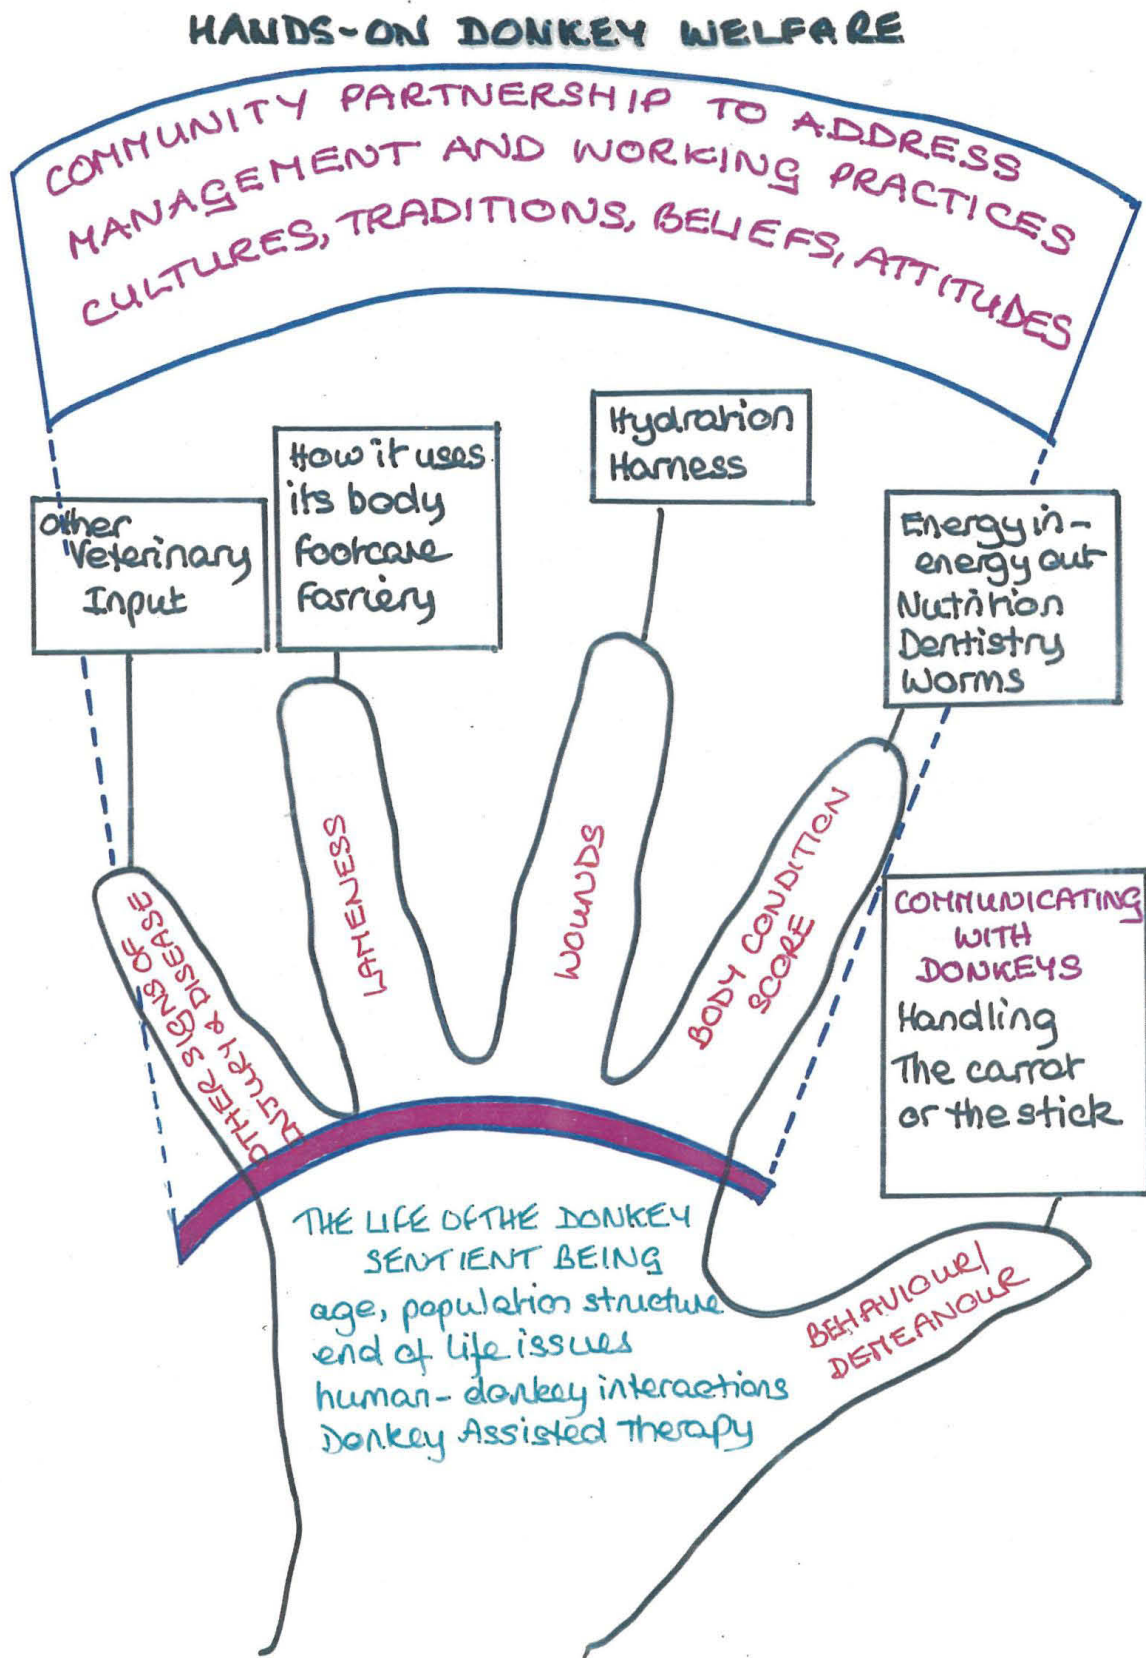 HANDS-ON DONKEY WELFARE
COMMUNITY PARTNERSHIP TO ADDRESS
MANAGEMENT AND WORKING PRACTICES
CULTURES, TRADITIONS, BELIEFS, ATTITUDES
Other
Veterinary
Input
How it uses
its body
Footcare
Farriery
Hydration
Harness
Energy in-
energy out
Nutrition
Dentistry
Worms
OTHER SIGNS OF
INJURY & DISEASE
LAMENESS
WOUNDS
BODY CONDITION
SCORE
COMMUNICATING
WITH
DONKEYS
Handling
The carrot
or the stick
BEHAVIOUR/
DEMEANOUR
THE LIFE OF THE DONKEY
SENTIENT BEING
age, population structure
end of life issues
human-donkey interactions
Donkey Assisted Therapy